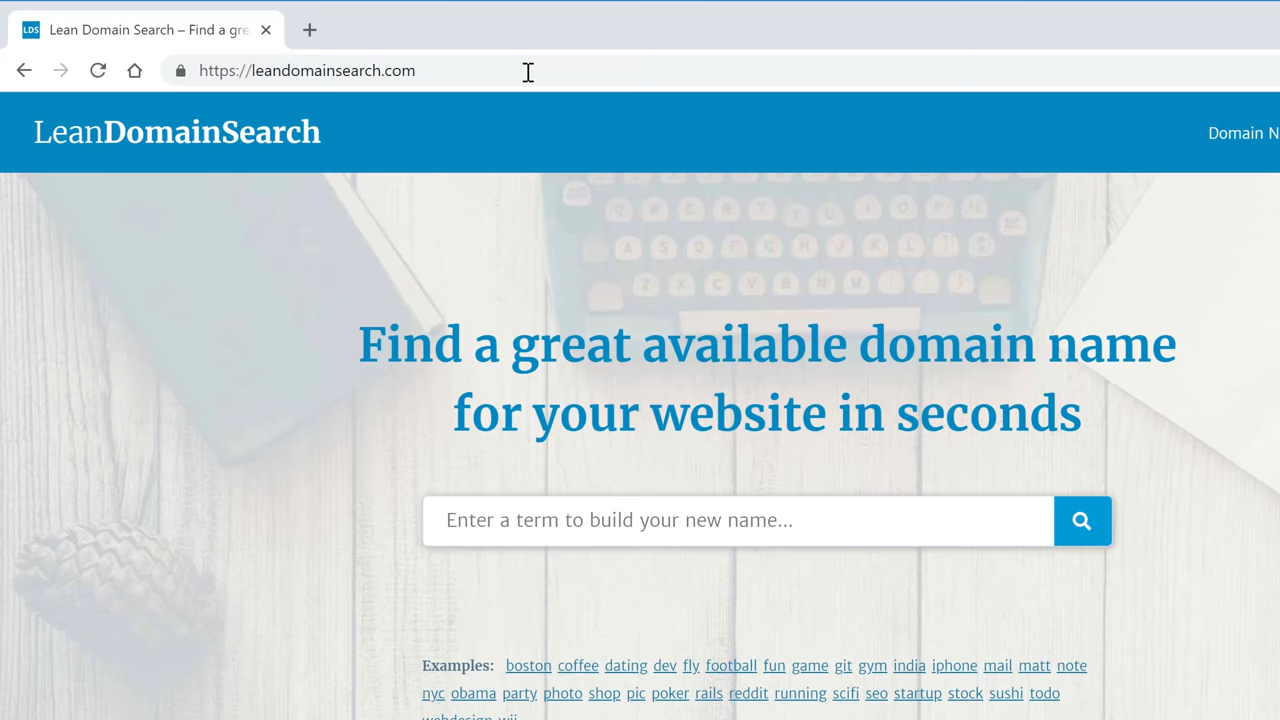 LDS Lean Domain Search – Find a gre
https://leandomainsearch.com
LeanDomainSearch
Domain N
Q W E R T Y U I O P
A S D F G H J K L
Z X C V B N M
Find a great available domain name
for your website in seconds
Enter a term to build your new name...
Examples: boston coffee dating dev fly football fun game git gym india iphone mail matt note
nyc obama party photo shop pic poker rails reddit running scifi seo startup stock sushi todo
webdesign wii